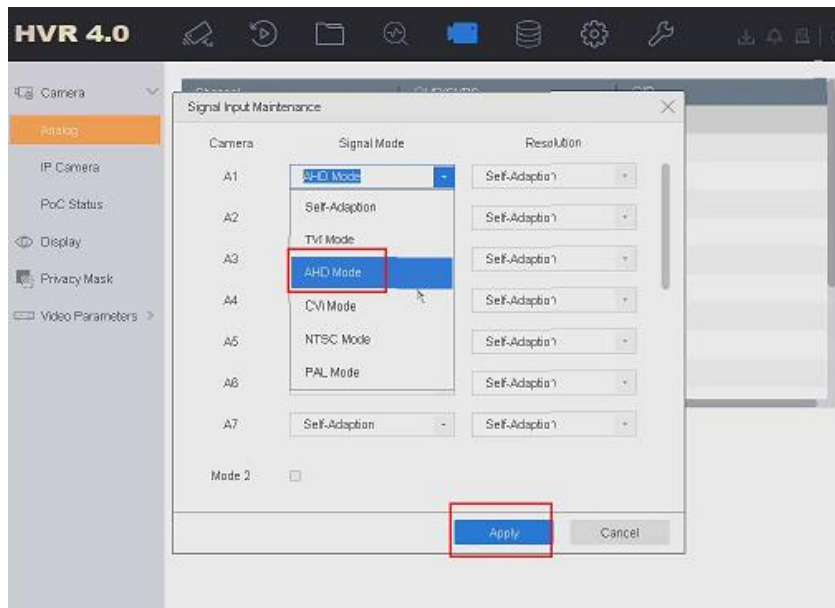 HVR 4.0
Camera
Analog
IP Camera
PoC Status
Display
Privacy Mask
Video Parameters
Signal Input Maintenance
Camera Signal Mode Resolution
A1 AHD Mode Self-Adaption
Self-Adaption
A2 Self-Adaption
TVI Mode
A3 AHD Mode Self-Adaption
A4 CVI Mode Self-Adaption
A5 NTSC Mode Self-Adaption
A6 PAL Mode Self-Adaption
A7 Self-Adaption Self-Adaption
Mode 2
Apply Cancel